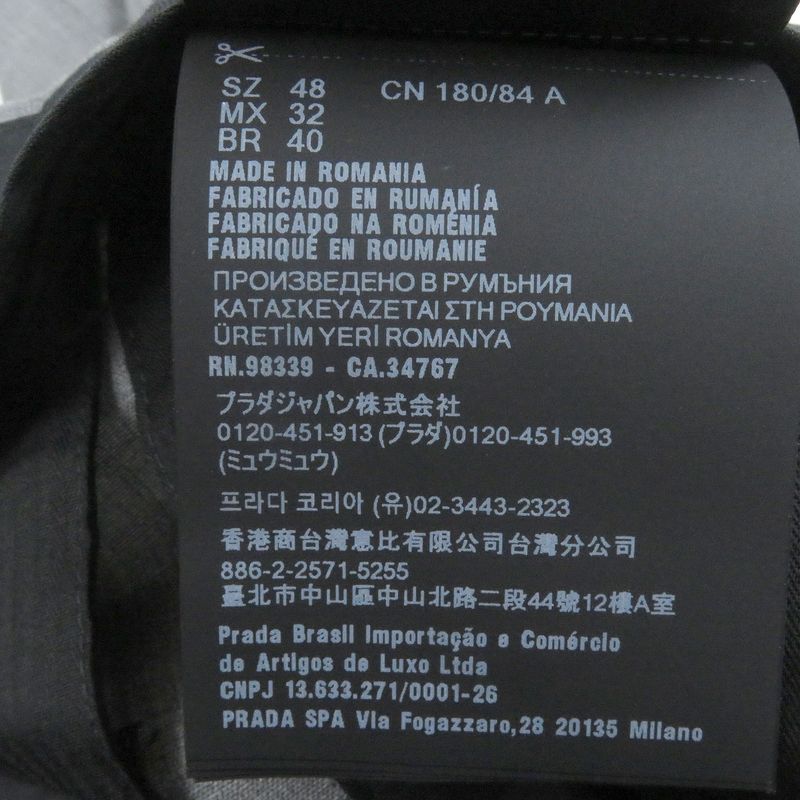 SZ 48 CN 180/84 A
MX 32
BR 40
MADE IN ROMANIA
FABRICADO EN RUMANÍA
FABRICADO NA ROMÉNIA
FABRIQUÉ EN ROUMANIE
ПРОИЗВЕДЕНО В РУМЪНИЯ
ΚΑΤΑΣΚΕΥΑΖΕΤΑΙ ΣΤΗ ΡΟΥΜΑΝΙΑ
ÜRETİM YERİ ROMANYA
RN.98339 - CA.34767
プラダジャパン株式会社
0120-451-913 (プラダ)0120-451-993
(ミュウミュウ)
프라다 코리아 (유)02-3443-2323
香港商台灣意比有限公司台灣分公司
886-2-2571-5255
臺北市中山區中山北路二段44號12樓A室
Prada Brasil Importação e Comércio
de Artigos de Luxo Ltda
CNPJ 13.633.271/0001-26
PRADA SPA Via Fogazzaro,28 20135 Milano